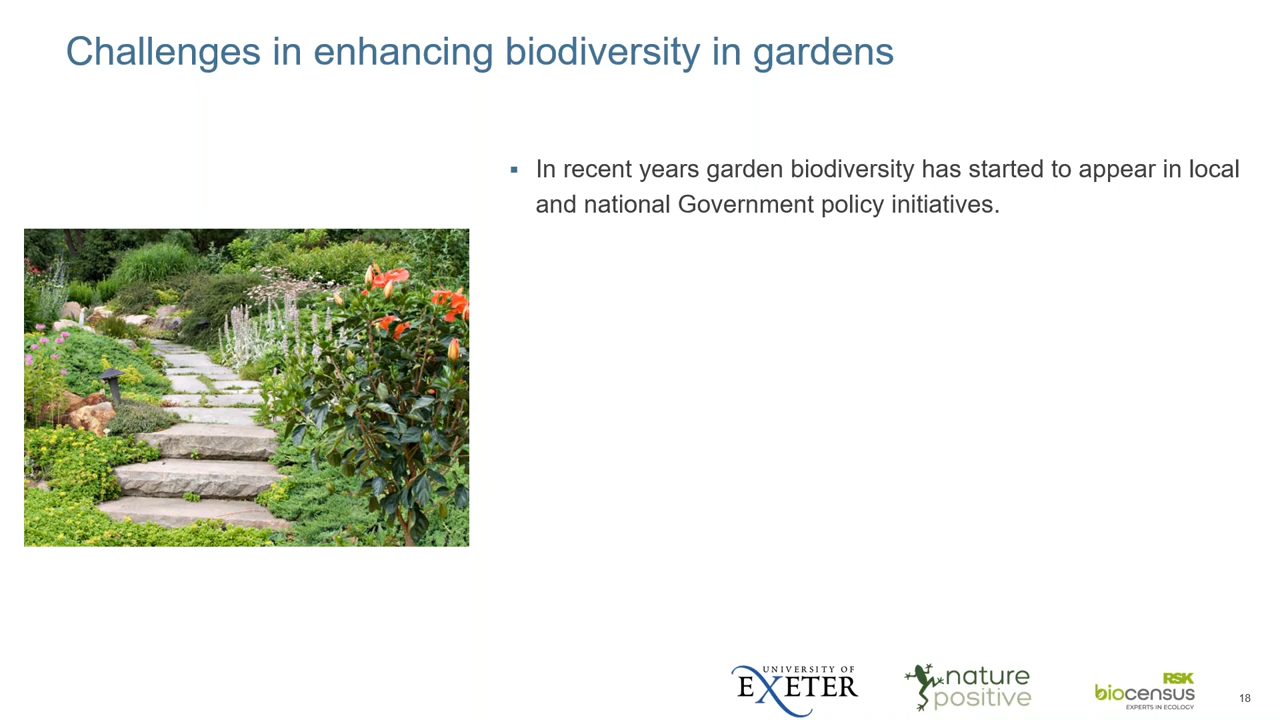 Challenges in enhancing biodiversity in gardens
▪ In recent years garden biodiversity has started to appear in local
and national Government policy initiatives.
UNIVERSITY OF
EXETER
nature
positive
RSK
biocensus
EXPERTS IN ECOLOGY
18